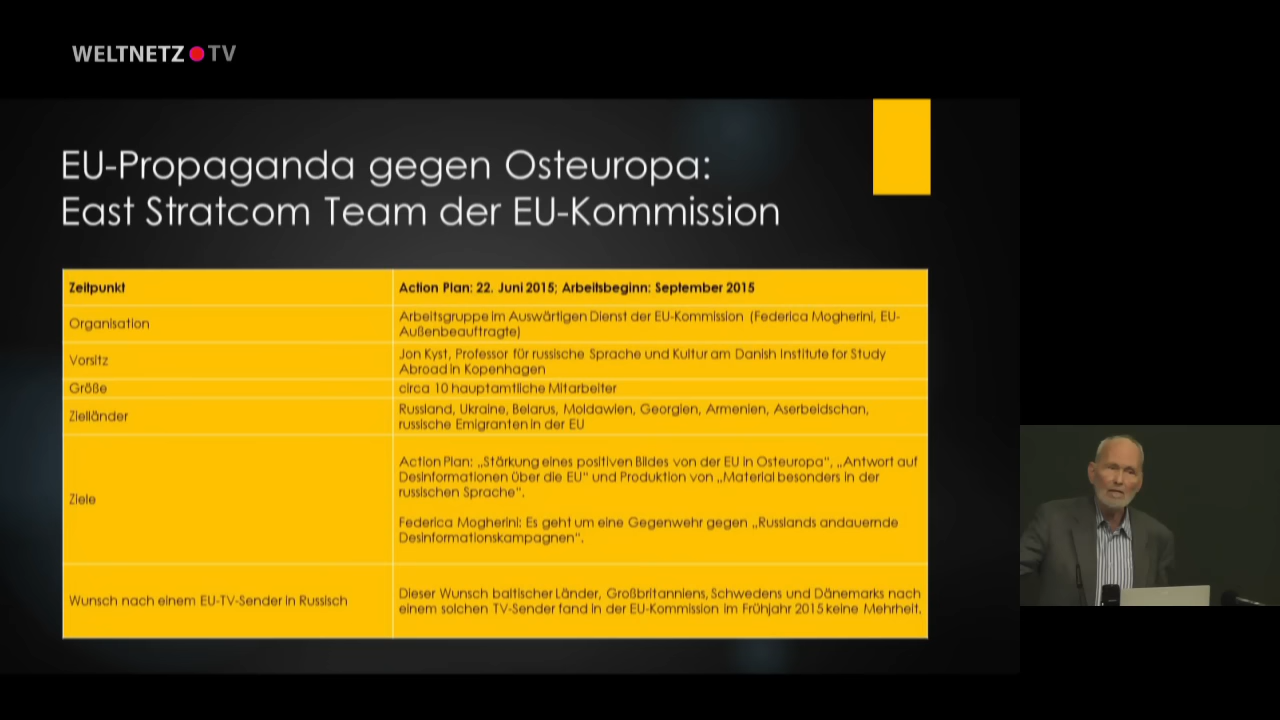 WELTNETZ TV
EU-Propaganda gegen Osteuropa:
East Stratcom Team der EU-Kommission
Zeitpunkt
Action Plan: 22. Juni 2015; Arbeitsbeginn: September 2015
Organisation
Arbeitsgruppe im Auswärtigen Dienst der EU-Kommission (Federica Mogherini, EU-
Außenbeauftragte)
Vorsitz
Jon Kyst, Professor für russische Sprache und Kultur am Danish Institute for Study
Abroad in Kopenhagen
Größe
circa 10 hauptamtliche Mitarbeiter
Zielländer
Russland, Ukraine, Belarus, Moldawien, Georgien, Armenien, Aserbeidschan,
russische Emigranten in der EU
Ziele
Action Plan: „Stärkung eines positiven Bildes von der EU in Osteuropa“, „Antwort auf
Desinformationen über die EU“ und Produktion von „Material besonders in der
russischen Sprache“.
Federica Mogherini: Es geht um eine Gegenwehr gegen „Russlands andauernde
Desinformationskampagnen“.
Wunsch nach einem EU-TV-Sender in Russisch
Dieser Wunsch baltischer Länder, Großbritanniens, Schwedens und Dänemarks nach
einem solchen TV-Sender fand in der EU-Kommission im Frühjahr 2015 keine Mehrheit.